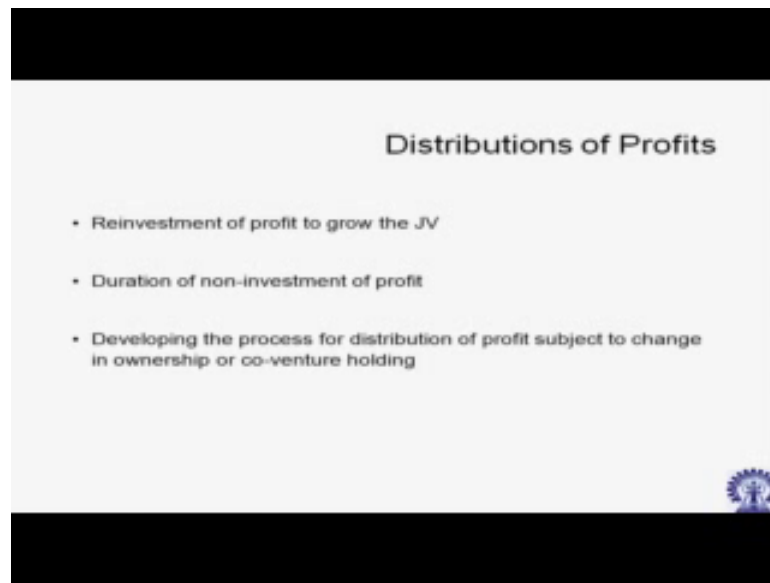 Distributions of Profits
• Reinvestment of profit to grow the JV
• Duration of non-investment of profit
• Developing the process for distribution of profit subject to change
in ownership or co-venture holding